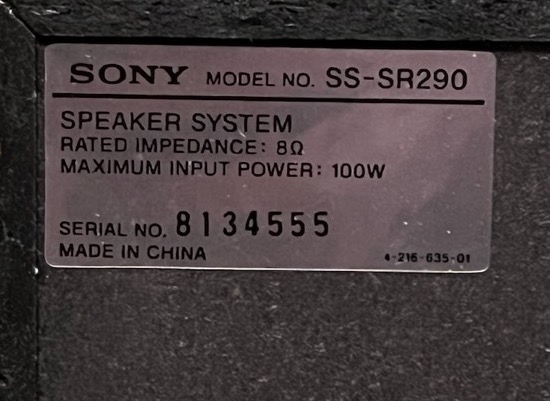 SONY MODEL NO. SS-SR290
SPEAKER SYSTEM
RATED IMPEDANCE: 8Ω
MAXIMUM INPUT POWER: 100W
SERIAL NO. 8134555
MADE IN CHINA 4-216-635-01